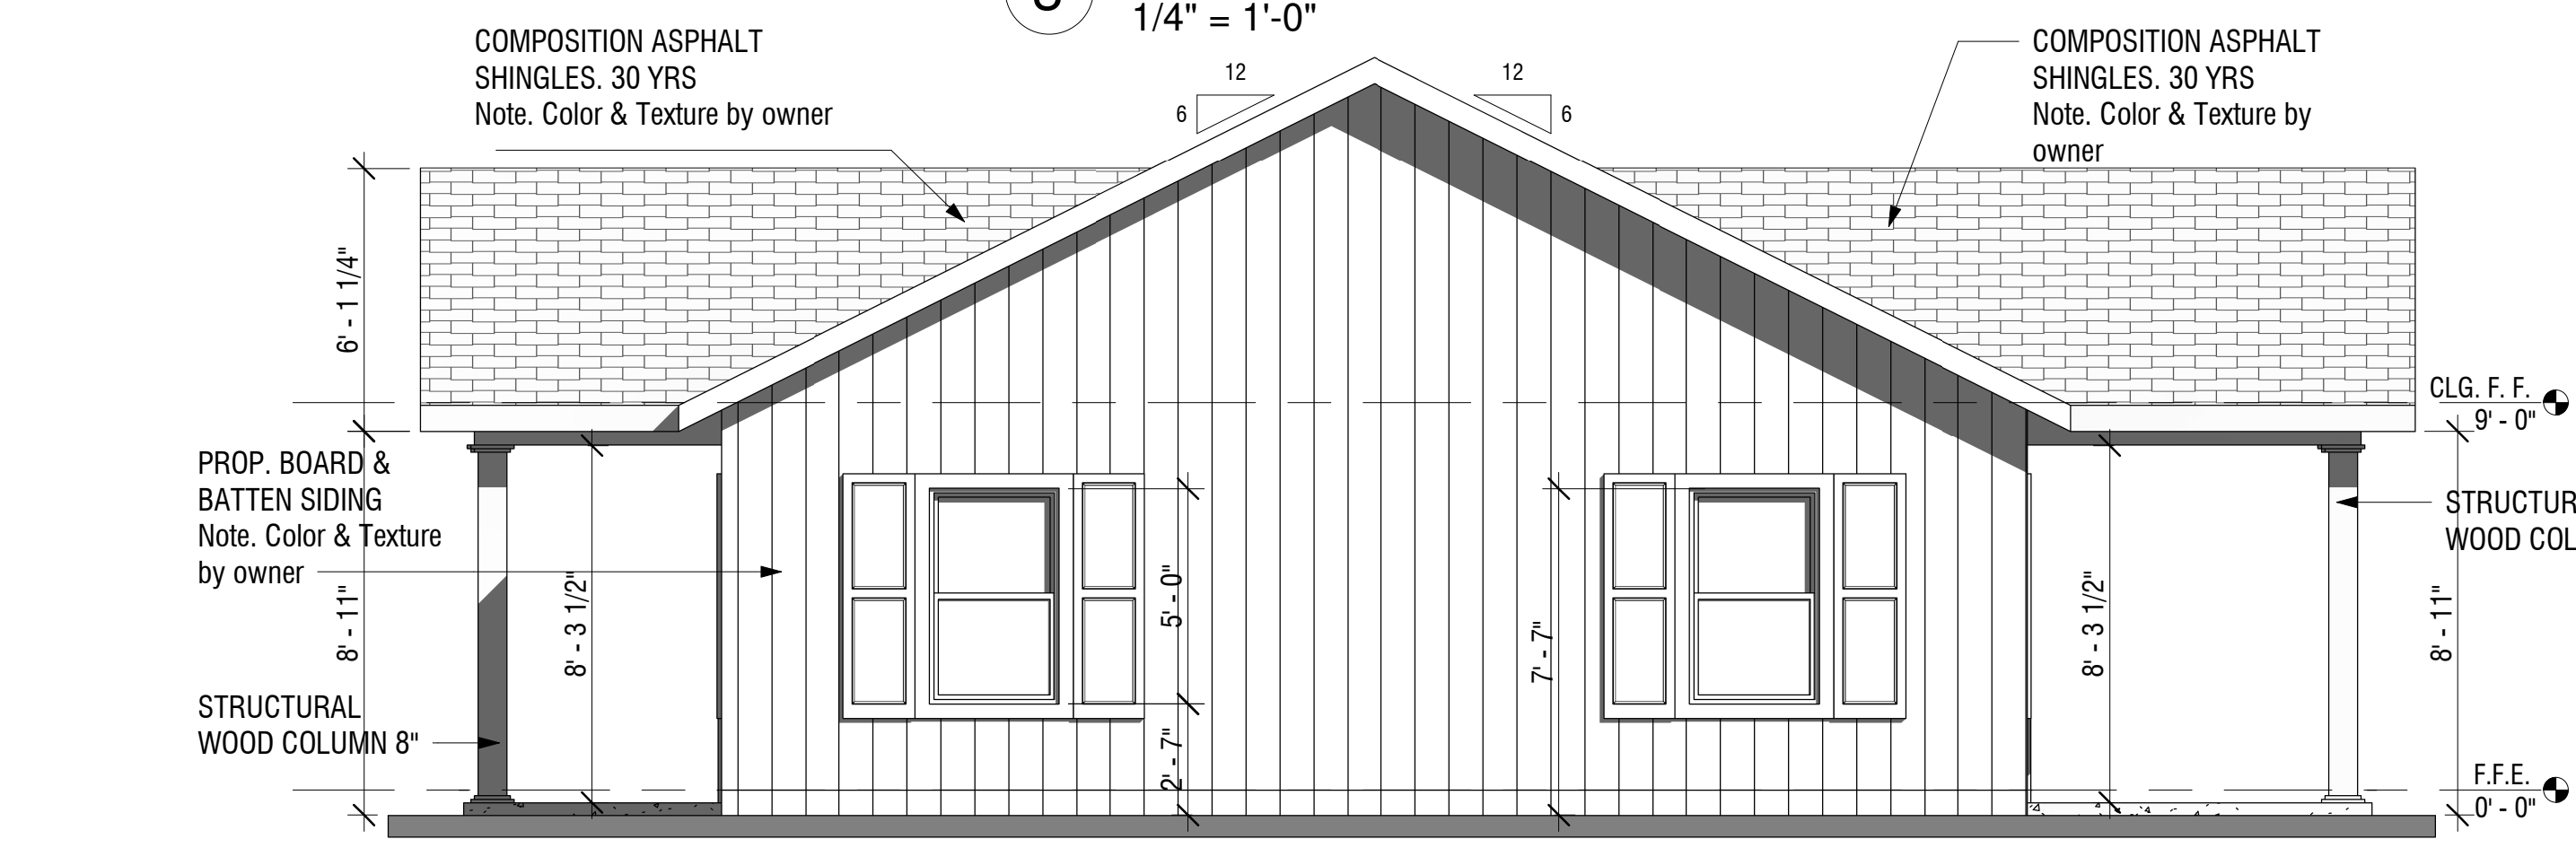 1/4" = 1'-0"
COMPOSITION ASPHALT
SHINGLES. 30 YRS
Note. Color & Texture by owner
12
6
12
6
COMPOSITION ASPHALT
SHINGLES. 30 YRS
Note. Color & Texture by
owner
6' - 1 1/4"
CLG. F. F.
9' - 0"
PROP. BOARD &
BATTEN SIDING
Note. Color & Texture
by owner
8' - 11"
8' - 3 1/2"
5' - 0"
2' - 7"
7' - 7"
8' - 3 1/2"
8' - 11"
STRUCTUR
WOOD COL
STRUCTURAL
WOOD COLUMN 8"
F.F.E.
0' - 0"